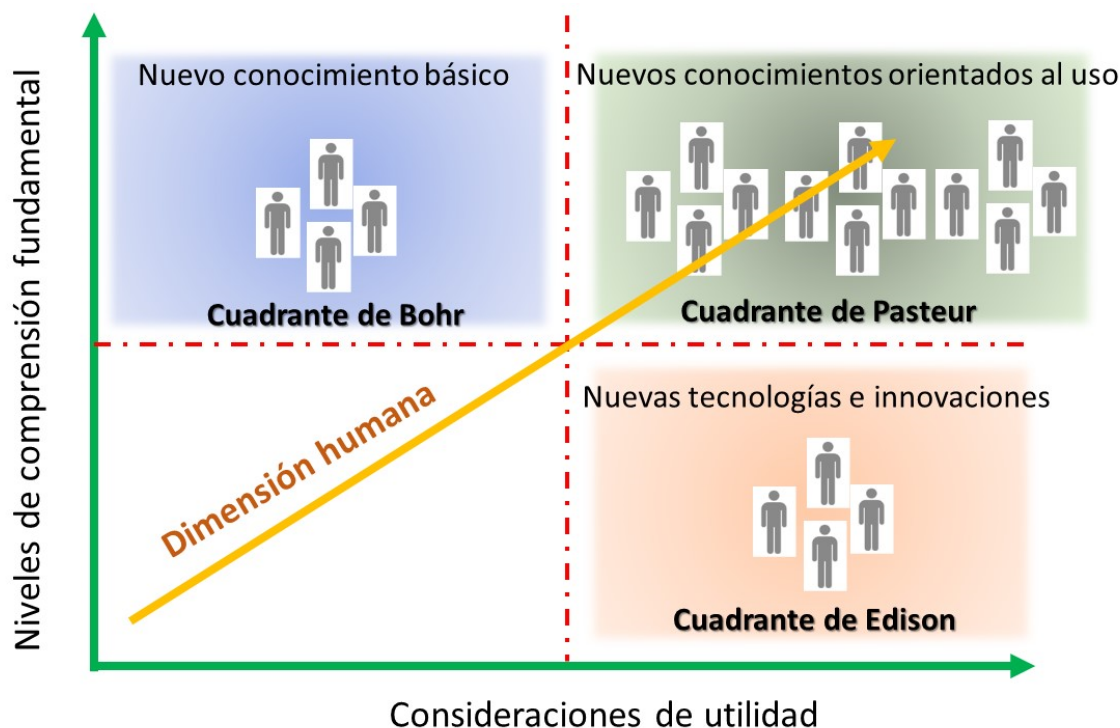 Niveles de comprensión fundamental
Nuevo conocimiento básico
Nuevos conocimientos orientados al uso
Cuadrante de Bohr
Cuadrante de Pasteur
Dimensión humana
Nuevas tecnologías e innovaciones
Cuadrante de Edison
Consideraciones de utilidad